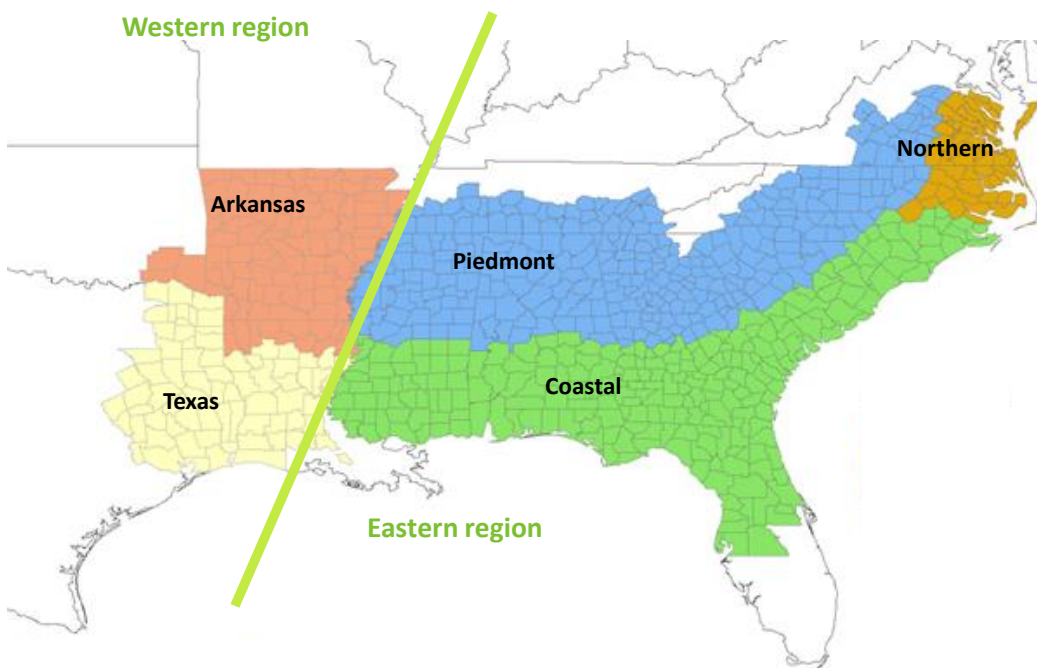 Western region
Northern
Arkansas
Piedmont
Coastal
Texas
Eastern region